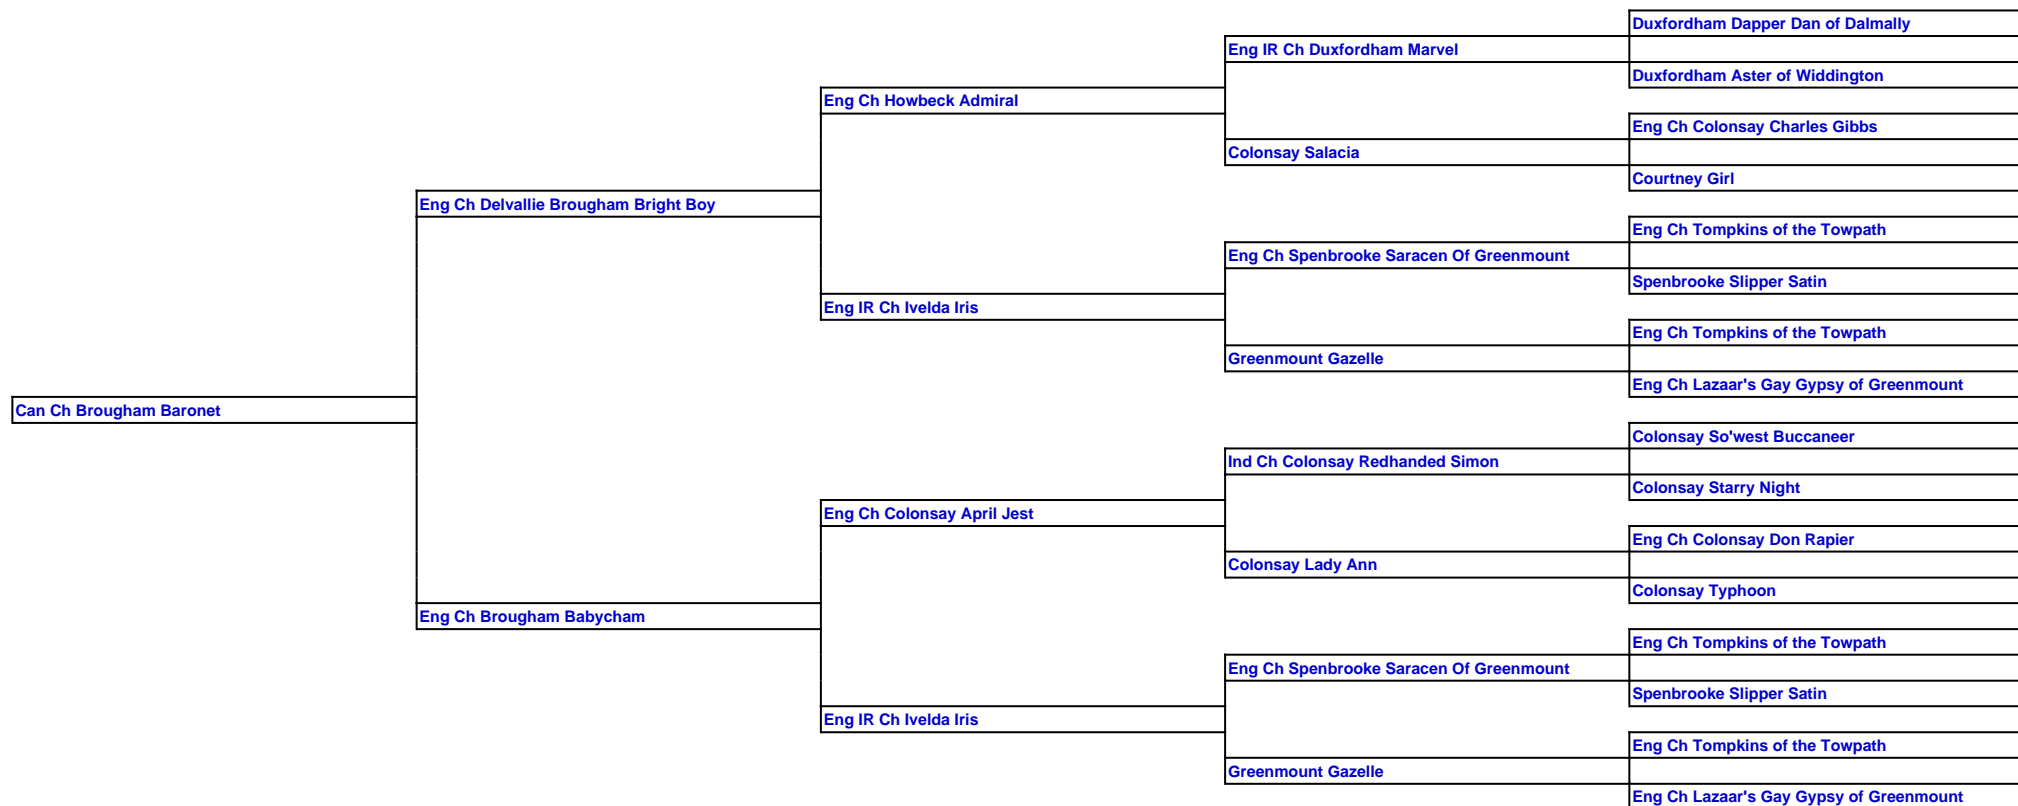 Duxfordham Dapper Dan of Dalmally
Eng IR Ch Duxfordham Marvel
Duxfordham Aster of Widdington
Eng Ch Howbeck Admiral
Eng Ch Colonsay Charles Gibbs
Colonsay Salacia
Courtney Girl
Eng Ch Delvallie Brougham Bright Boy
Eng Ch Tompkins of the Towpath
Eng Ch Spenbrooke Saracen Of Greenmount
Spenbrooke Slipper Satin
Eng IR Ch Ivelda Iris
Eng Ch Tompkins of the Towpath
Greenmount Gazelle
Eng Ch Lazaar's Gay Gypsy of Greenmount
Can Ch Brougham Baronet
Colonsay So'west Buccaneer
Ind Ch Colonsay Redhanded Simon
Colonsay Starry Night
Eng Ch Colonsay April Jest
Eng Ch Colonsay Don Rapier
Colonsay Lady Ann
Colonsay Typhoon
Eng Ch Brougham Babycham
Eng Ch Tompkins of the Towpath
Eng Ch Spenbrooke Saracen Of Greenmount
Spenbrooke Slipper Satin
Eng IR Ch Ivelda Iris
Eng Ch Tompkins of the Towpath
Greenmount Gazelle
Eng Ch Lazaar's Gay Gypsy of Greenmount